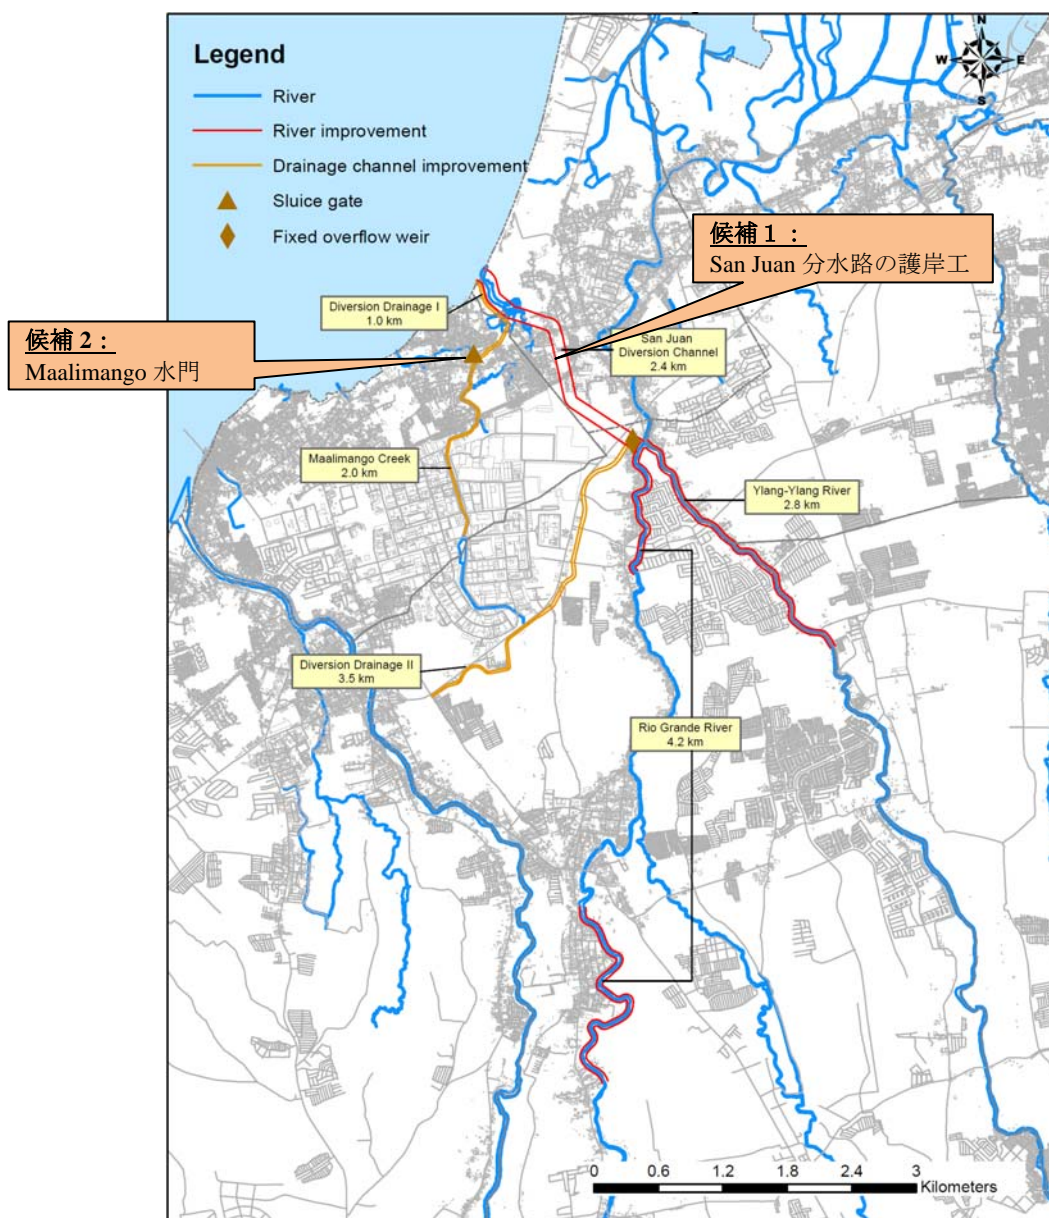 Legend
River
River improvement
Drainage channel improvement
Sluice gate
Fixed overflow weir
N
W
E
S
候補１：
San Juan 分水路の護岸工
Diversion Drainage I
1.0 km
候補 2：
Maalimango 水門
San Juan
Diversion Channel
2.4 km
Maalimango Creek
2.0 km
Ylang-Ylang River
2.8 km
Diversion Drainage II
3.5 km
Rio Grande River
4.2 km
0 0.6 1.2 1.8 2.4 3
Kilometers